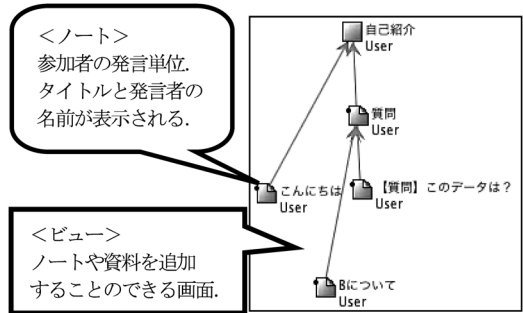 ＜ノート＞
参加者の発言単位.
タイトルと発言者の
名前が表示される.
自己紹介
User
質問
User
こんにちは
User
【質問】このデータは？
User
＜ビュー＞
ノートや資料を追加
することのできる画面.
Bについて
User